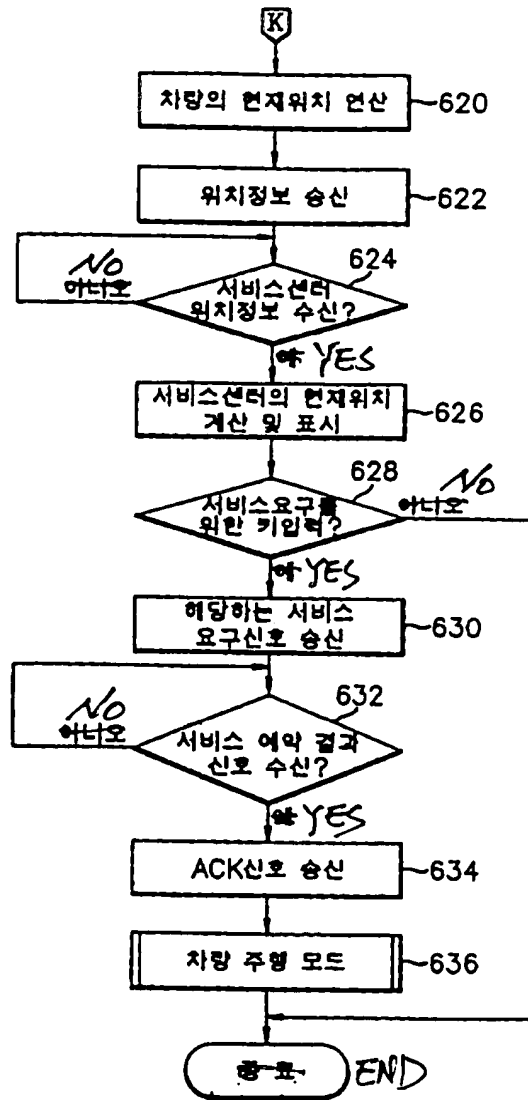 K
차량의 현재위치 연산 620
위치정보 송신 622
624
NO
아니오
서비스센터
위치정보 수신?
야 YES
서비스센터의 현재위치
계산 및 표시
626
628
NO
아니오
서비스요구를
위한 키입력?
야 YES
해당하는 서비스
요구신호 송신
630
632
NO
아니오
서비스 예약 결과
신호 수신?
YES
ACK신호 송신 634
차량 주행 모드 636
종료 END